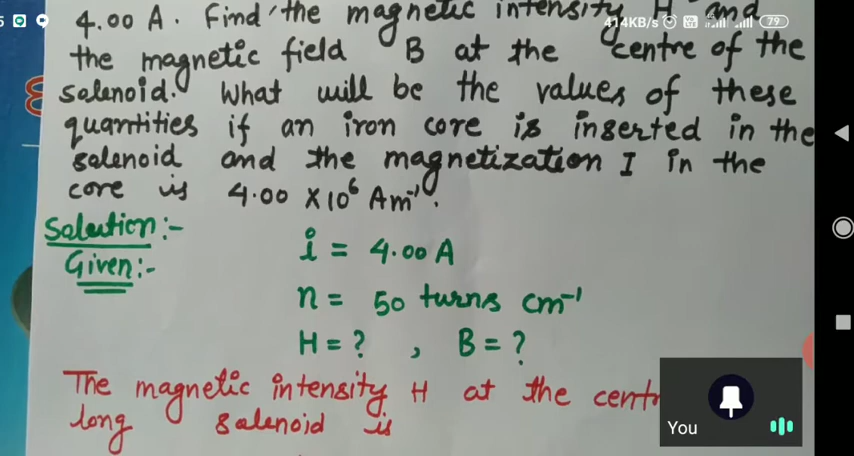 4.00 A. Find the magnetic intensity H and
the magnetic field B at the centre of the
solenoid. What will be the values of these
quantities if an iron core is inserted in the
solenoid and the magnetization I in the
core is 4.00 x10⁶ Am⁻¹.
Solution:-
Given:-
i = 4.00 A
n = 50 turns cm⁻¹
H = ? , B = ?
The magnetic intensity H at the centr
long solenoid is
414KB/s
79
You